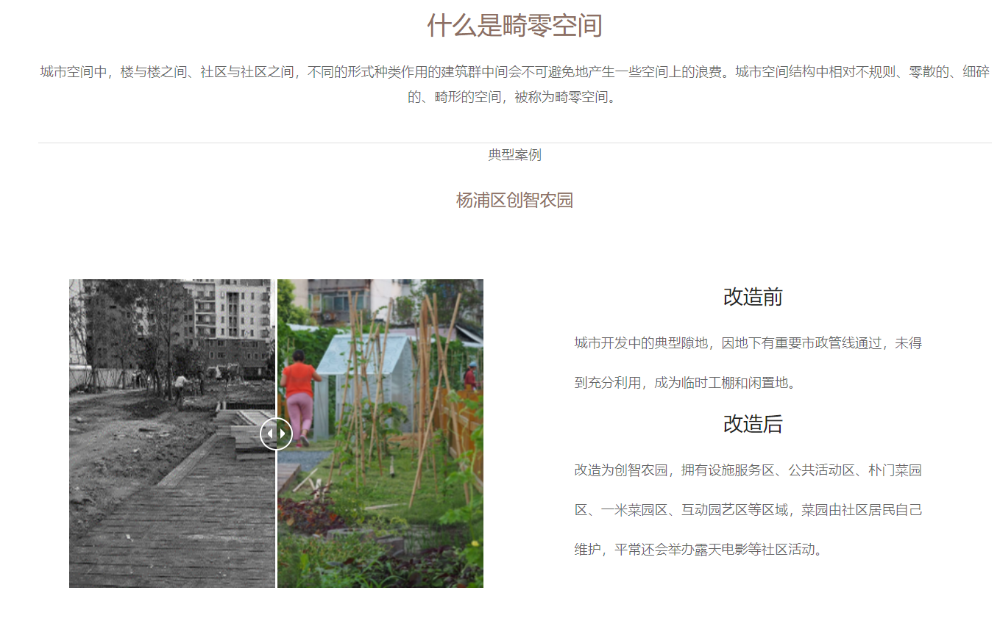 什么是畸零空间
城市空间中，楼与楼之间、社区与社区之间，不同的形式种类作用的建筑群中间会不可避免地产生一些空间上的浪费。城市空间结构中相对不规则、零散的、细碎
的、畸形的空间，被称为畸零空间。
典型案例
杨浦区创智农园
改造前
城市开发中的典型隙地，因地下有重要市政管线通过，未得
到充分利用，成为临时工棚和闲置地。
改造后
改造为创智农园，拥有设施服务区、公共活动区、朴门菜园
区、一米菜园区、互动园艺区等区域，菜园由社区居民自己
维护，平常还会举办露天电影等社区活动。